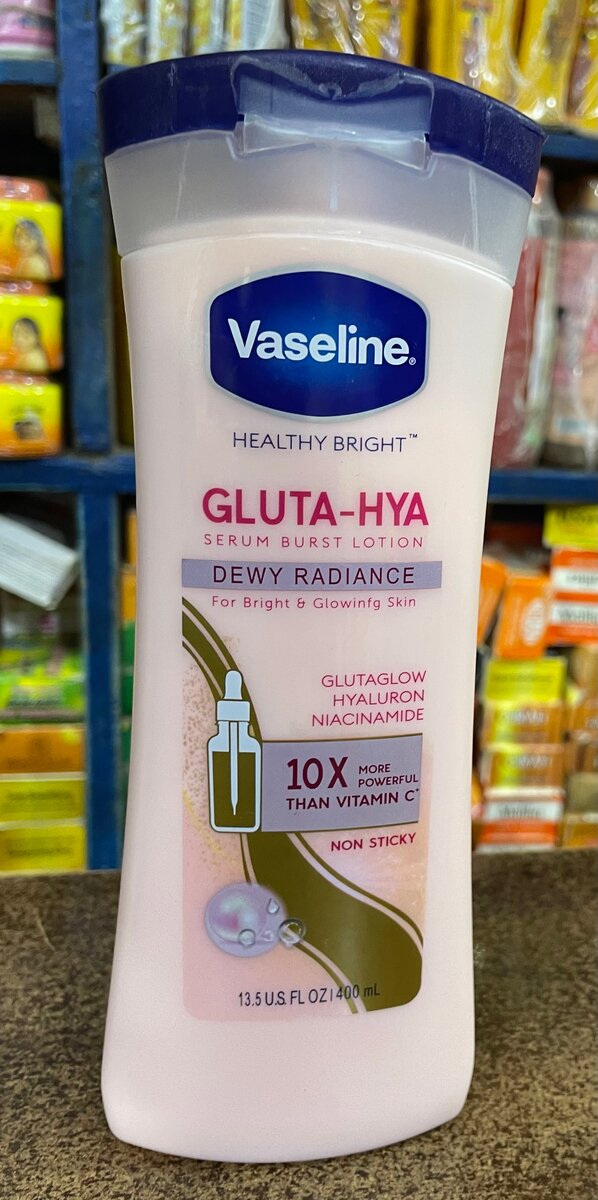 Vaseline®
HEALTHY BRIGHT™
GLUTA-HYA
SERUM BURST LOTION
DEWY RADIANCE
For Bright & Glowinfg Skin
GLUTAGLOW
HYALURON
NIACINAMIDE
10X MORE POWERFUL
THAN VITAMIN C*
NON STICKY
13.5 U.S. FL OZ | 400 mL